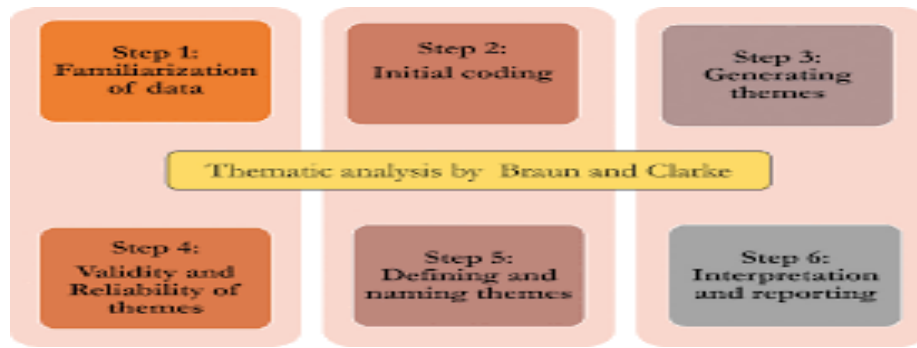 Step 1:
Familiarization
of data
Step 2:
Initial coding
Step 3:
Generating
themes
Thematic analysis by Braun and Clarke
Step 4:
Validity and
Reliability of
themes
Step 5:
Defining and
naming themes
Step 6:
Interpretation
and reporting